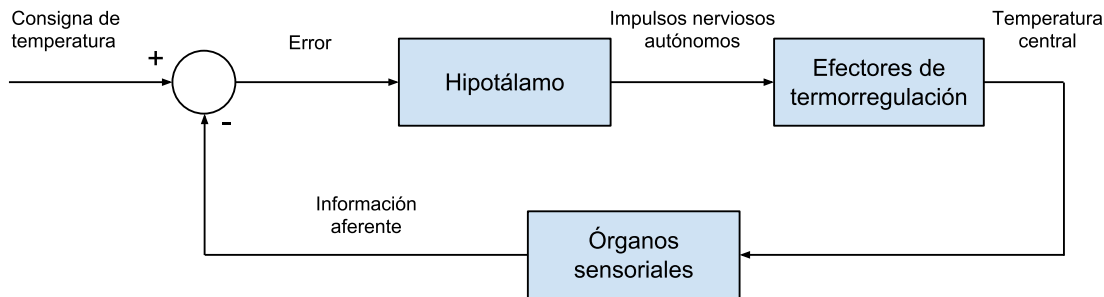 Consigna de
temperatura
+
-
Error
Hipotálamo
Impulsos nerviosos
autónomos
Efectores de
termorregulación
Temperatura
central
Órganos
sensoriales
Información
aferente